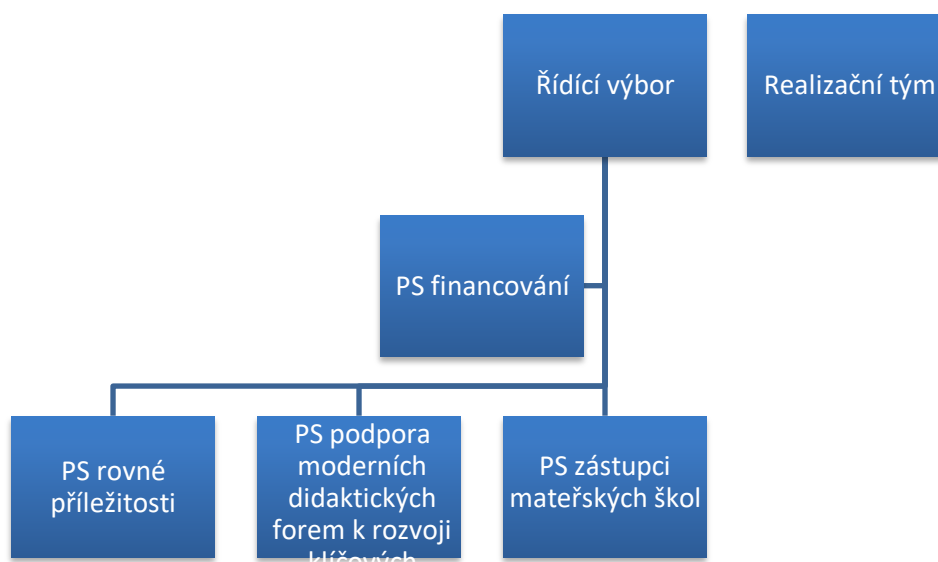 Řídící výbor
Realizační tým
PS financování
PS rovné
příležitosti
PS podpora
moderních
didaktických
forem k rozvoji
klíčových
PS zástupci
mateřských škol